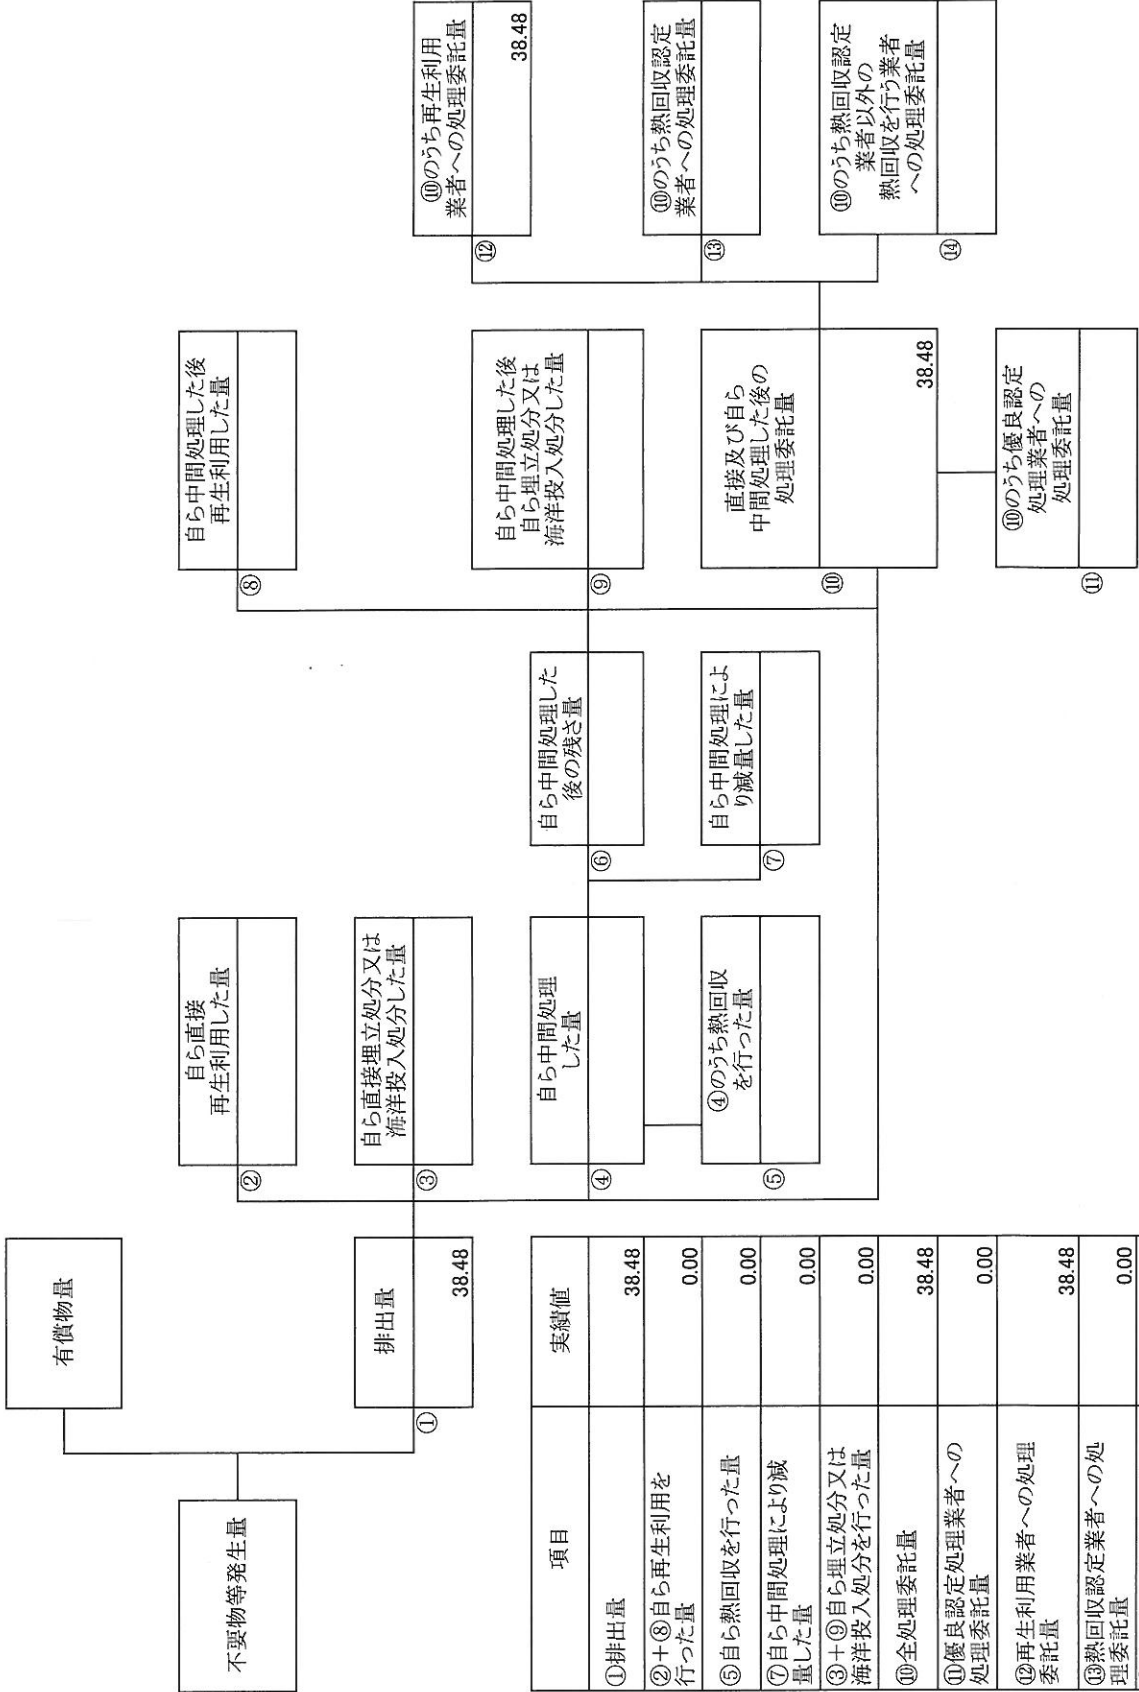 不要物等発生量
有償物量
排出量
①
38.48
自ら直接
再生利用した量
②
自ら直接埋立処分又は
海洋投入処分した量
③
自ら中間処理
した量
④
④のうち熱回収
を行った量
⑤
自ら中間処理した
後の残さ量
⑥
自ら中間処理によ
り減量した量
⑦
自ら中間処理した後
再生利用した量
⑧
自ら中間処理した後
自ら埋立処分又は
海洋投入処分した量
⑨
直接及び自ら
中間処理した後の
処理委託量
⑩
38.48
⑩のうち優良認定
処理業者への
処理委託量
⑪
⑩のうち再生利用
業者への処理委託量
⑫
38.48
⑩のうち熱回収認定
業者への処理委託量
⑬
⑩のうち熱回収認定
業者以外の
熱回収を行う業者
への処理委託量
⑭
項目 実績値
①排出量 38.48
②+⑧自ら再生利用を
行った量 0.00
⑤自ら熱回収を行った量 0.00
⑦自ら中間処理により減
量した量 0.00
③+⑨自ら埋立処分又は
海洋投入処分を行った量 0.00
⑩全処理委託量 38.48
⑪優良認定処理業者への
処理委託量 0.00
⑫再生利用業者への処理
委託量 38.48
⑬熱回収認定業者への処
理委託量 0.00